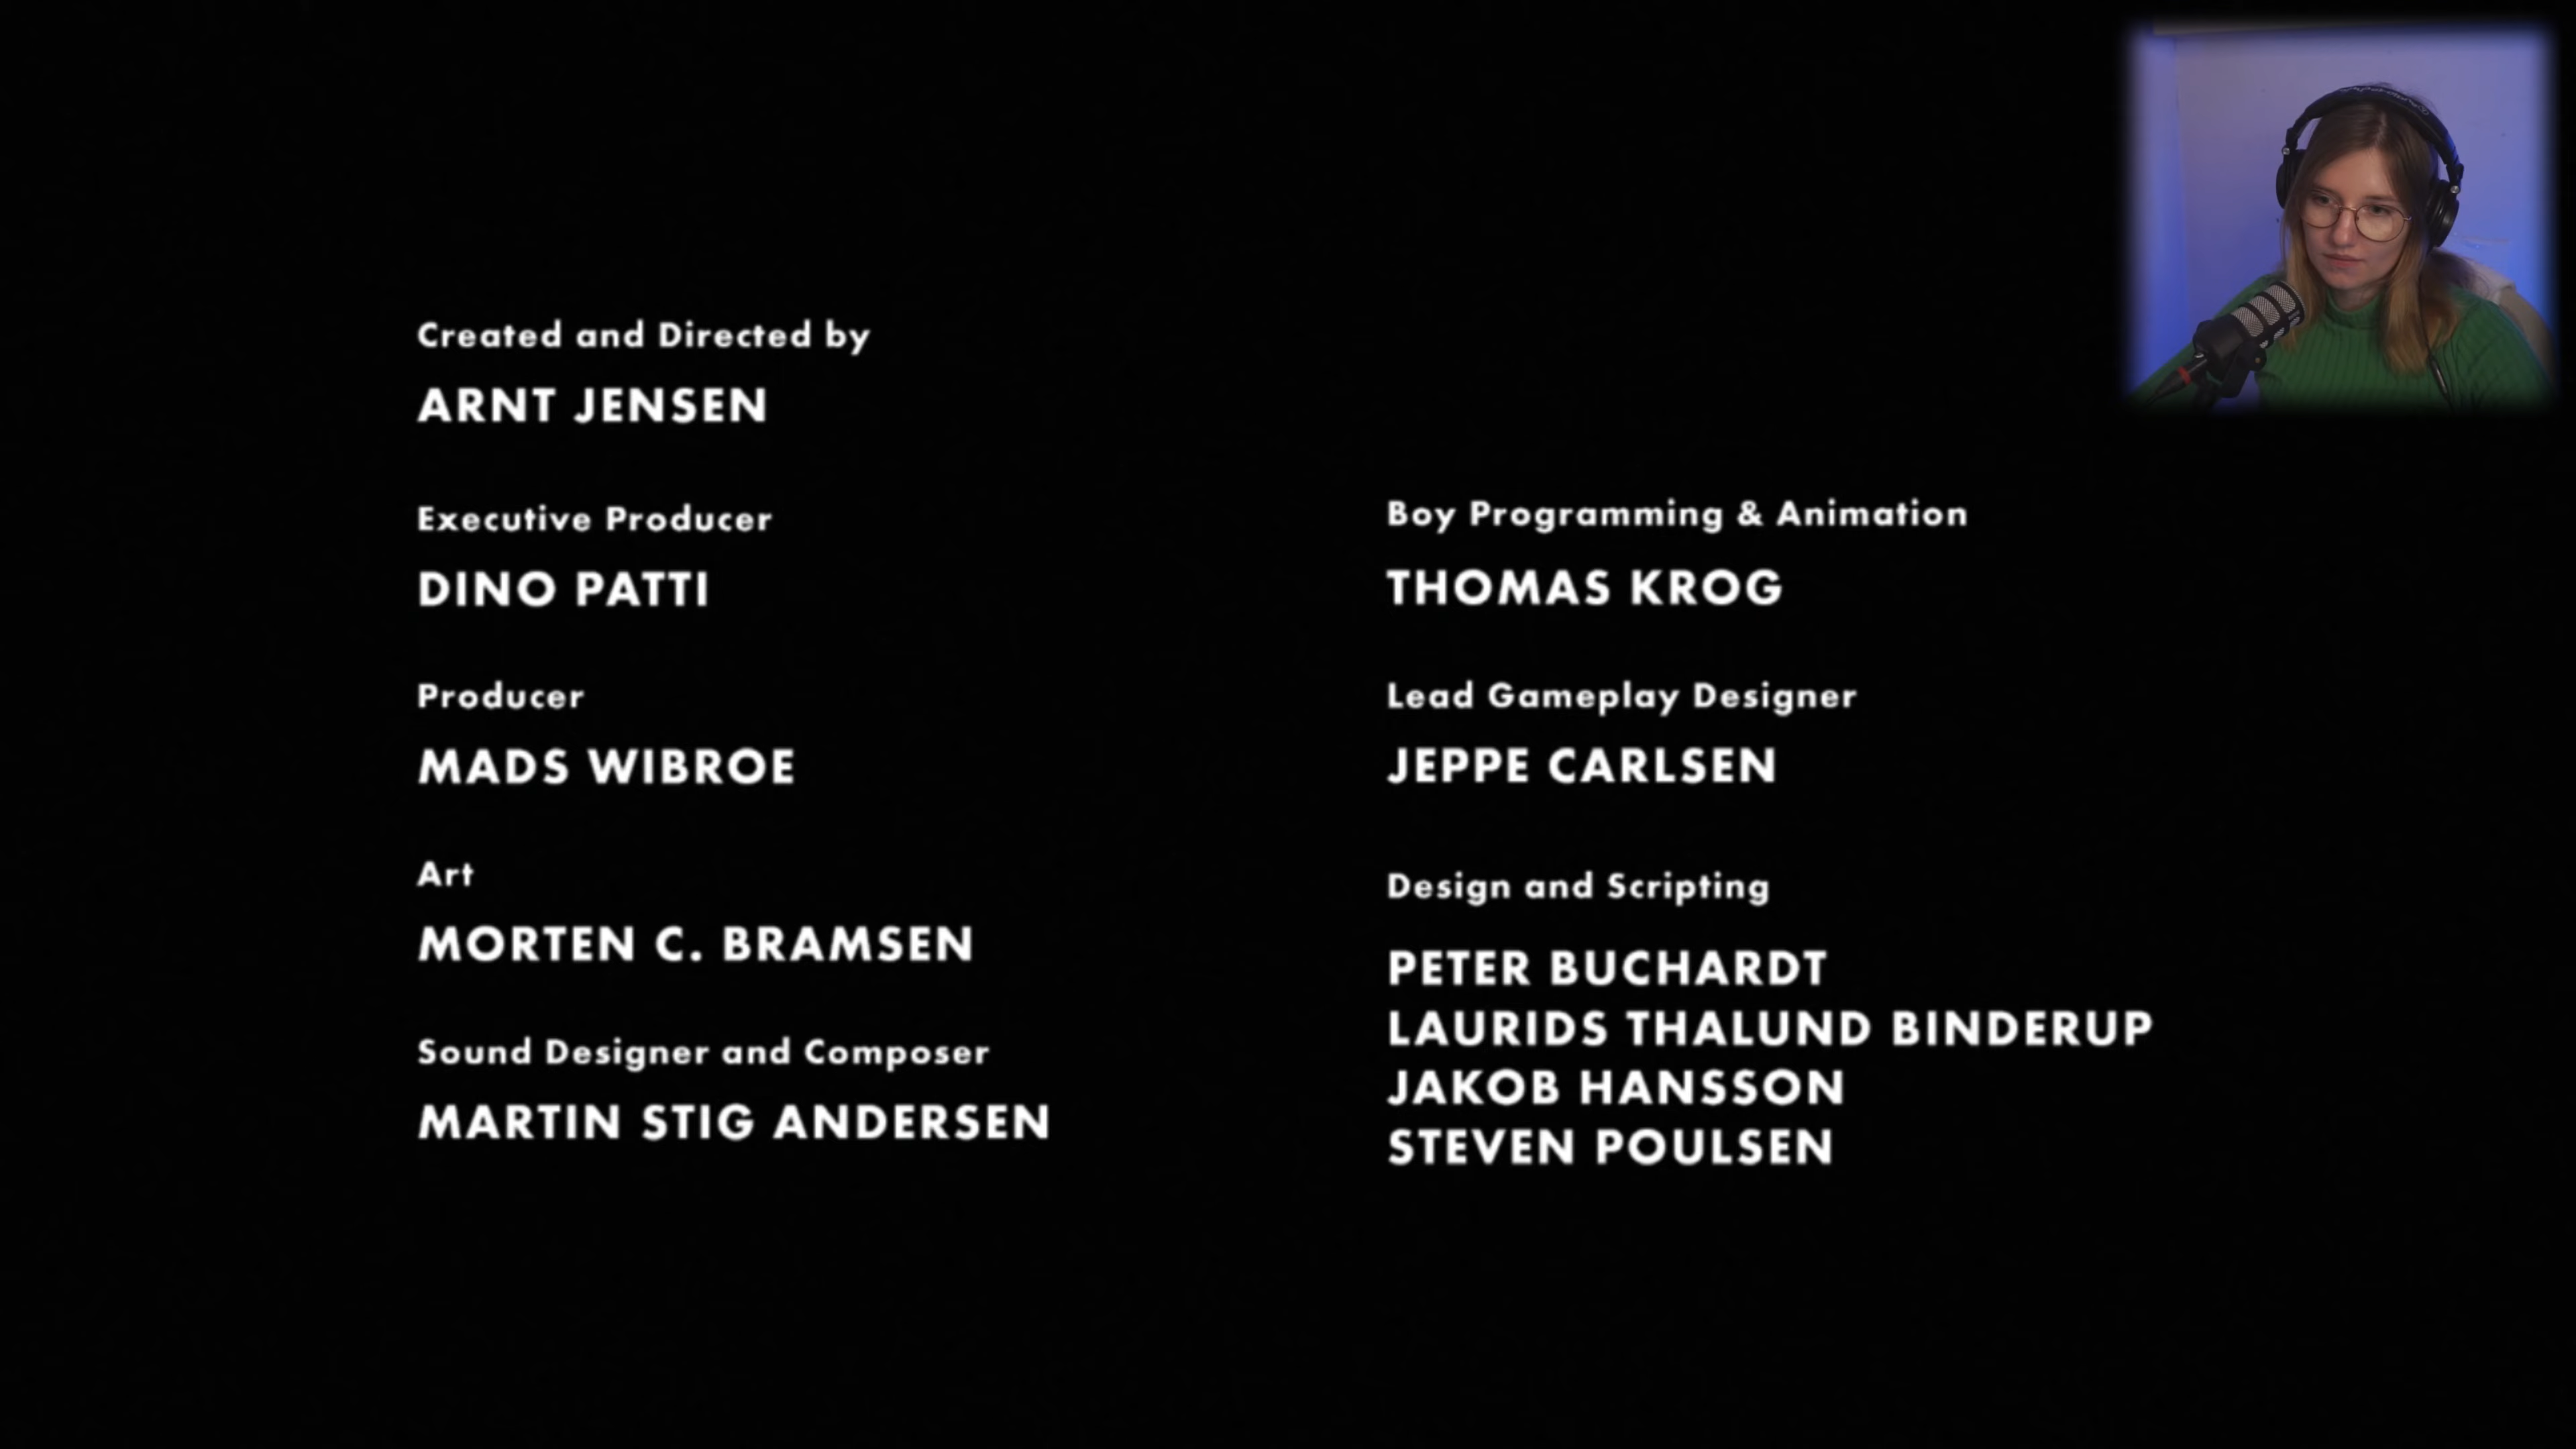 Created and Directed by
ARNT JENSEN
Executive Producer
DINO PATTI
Producer
MADS WIBROE
Art
MORTEN C. BRAMSEN
Sound Designer and Composer
MARTIN STIG ANDERSEN
Boy Programming & Animation
THOMAS KROG
Lead Gameplay Designer
JEPPE CARLSEN
Design and Scripting
PETER BUCHARDT
LAURIDS THALUND BINDERUP
JAKOB HANSSON
STEVEN POULSEN